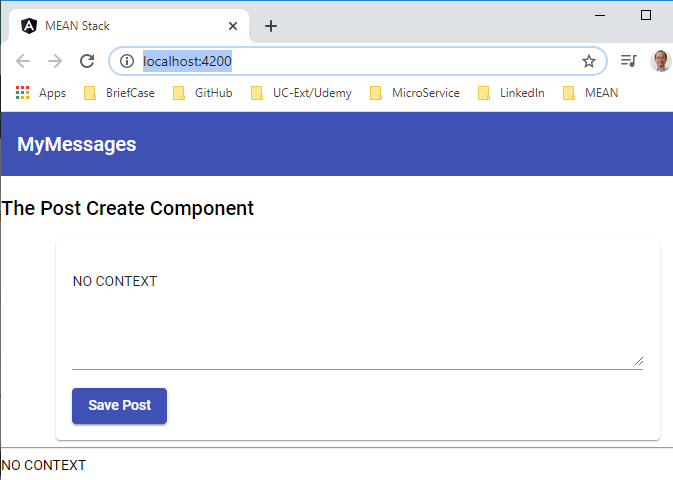 MEAN Stack
localhost:4200
Apps BriefCase GitHub UC-Ext/Udemy MicroService LinkedIn MEAN
MyMessages
The Post Create Component
NO CONTEXT
Save Post
NO CONTEXT